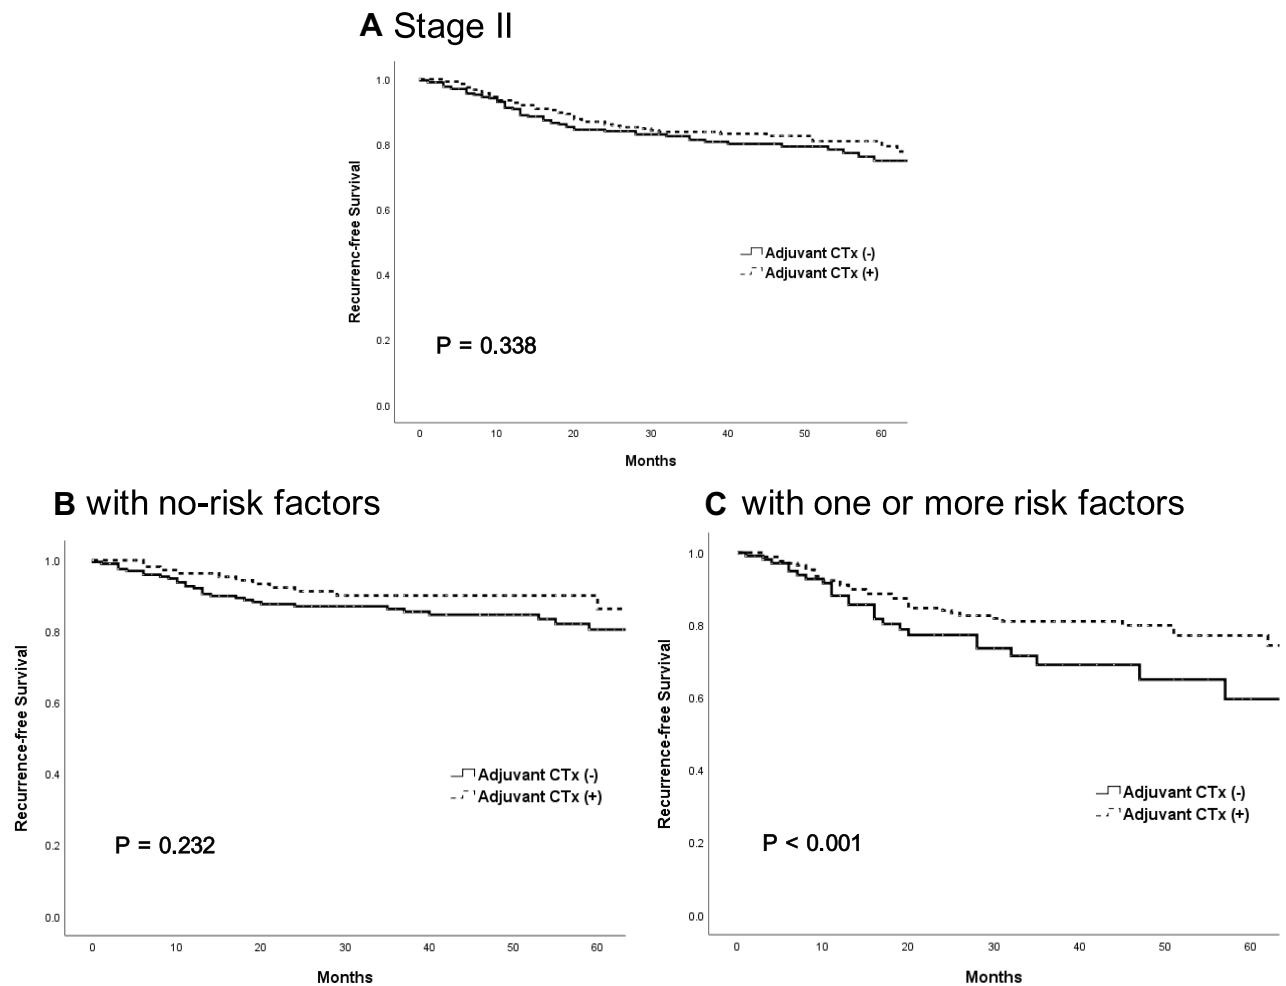 A Stage II
1.0
0.8
0.6
0.4
0.2
0.0
Recurrenc-free Survival
Adjuvant CTx (-)
Adjuvant CTx (+)
P = 0.338
0 10 20 30 40 50 60
Months
B with no-risk factors
1.0
0.8
0.6
0.4
0.2
0.0
Recurrence-free Survival
Adjuvant CTx (-)
Adjuvant CTx (+)
P = 0.232
0 10 20 30 40 50 60
Months
C with one or more risk factors
1.0
0.8
0.6
0.4
0.2
0.0
Recurrence-free Survival
Adjuvant CTx (-)
Adjuvant CTx (+)
P < 0.001
0 10 20 30 40 50 60
Months